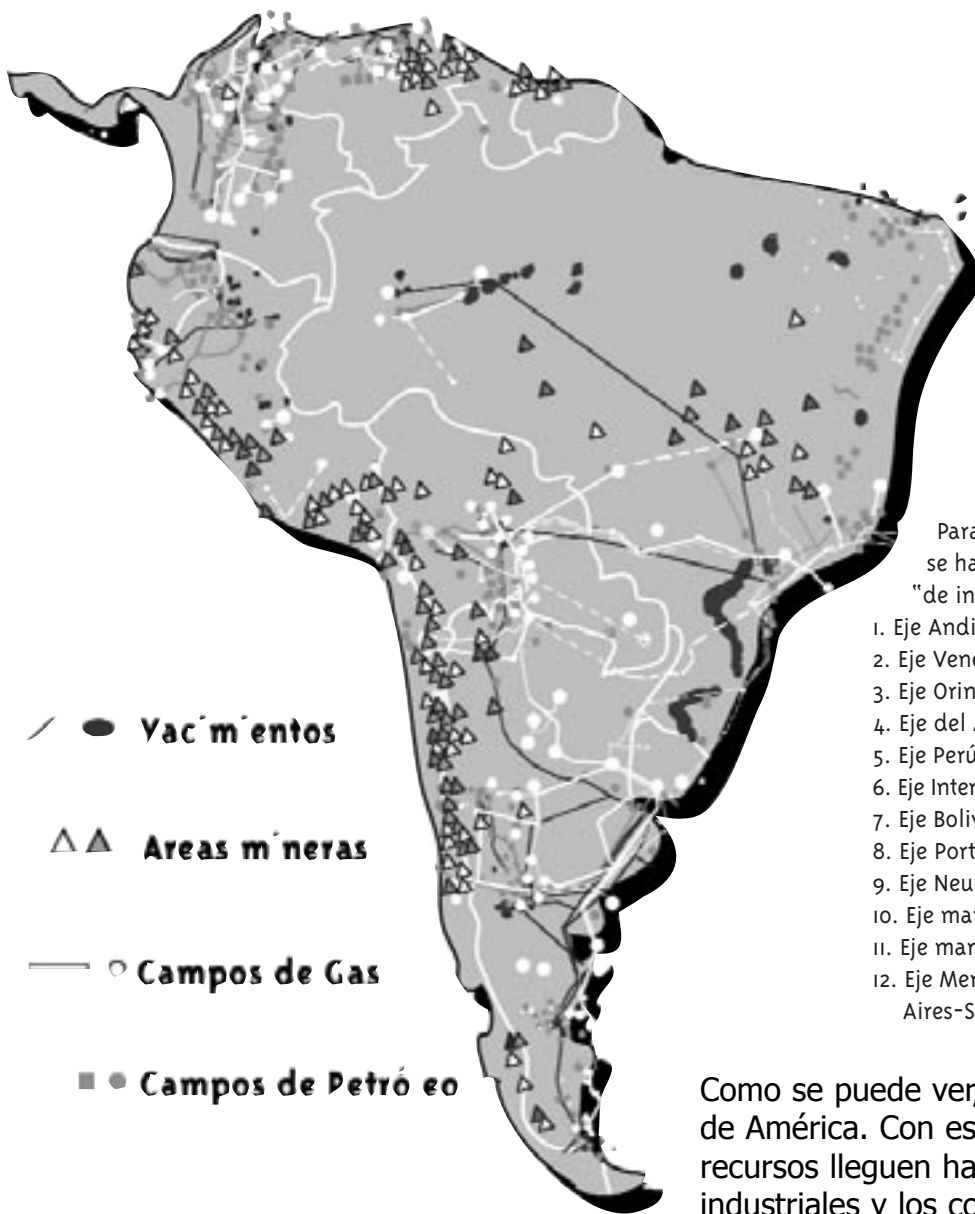 Yac´m´entos
Areas m´neras
Campos de Gas
Campos de Petró eo
Para
se ha
"de in
1. Eje Andi
2. Eje Vene
3. Eje Orin
4. Eje del
5. Eje Perú
6. Eje Inter
7. Eje Boliv
8. Eje Port
9. Eje Neu
10. Eje ma
11. Eje mar
12. Eje Mer
Aires-S
Como se puede ver,
de América. Con es
recursos lleguen ha
industriales y los co